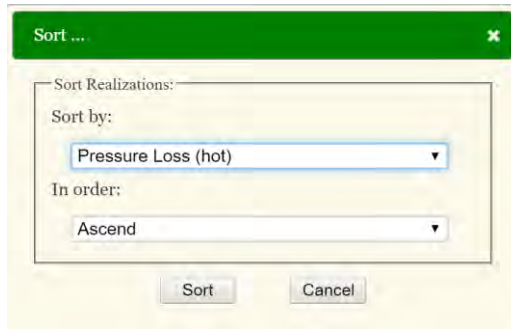 Sort ...
Sort Realizations:
Sort by:
Pressure Loss (hot)
In order:
Ascend
Sort Cancel